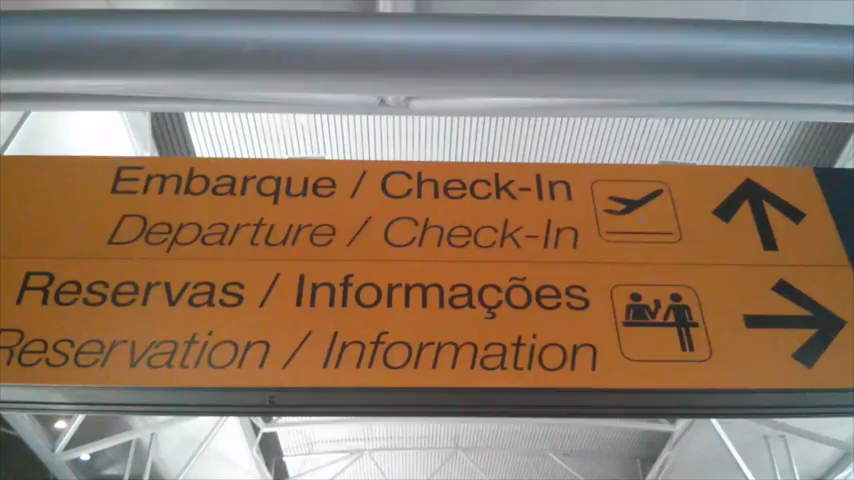 Embarque / Check-In
Departure / Check-In
Reservas / Informações
Reservation / Information